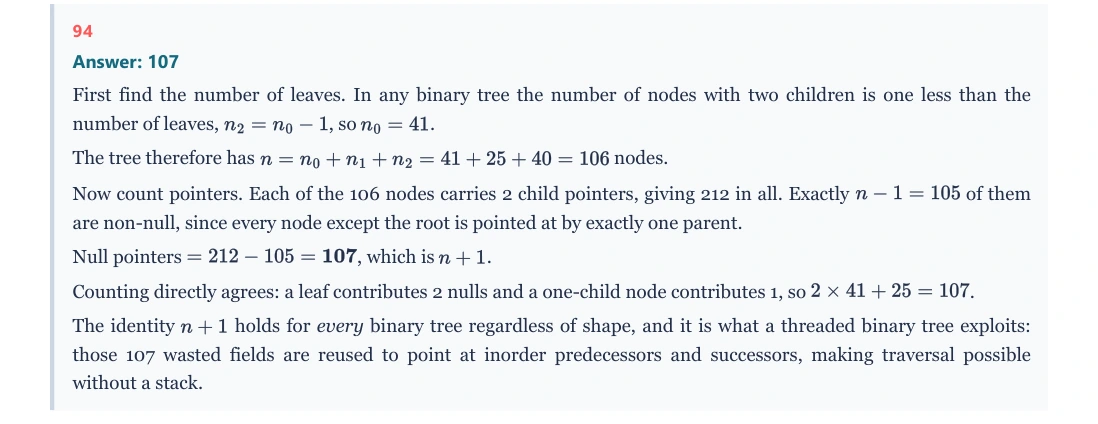 94
Answer: 107
First find the number of leaves. In any binary tree the number of nodes with two children is one less than the
number of leaves, n₂ = n₀ − 1, so n₀ = 41.
The tree therefore has n = n₀ + n₁ + n₂ = 41 + 25 + 40 = 106 nodes.
Now count pointers. Each of the 106 nodes carries 2 child pointers, giving 212 in all. Exactly n − 1 = 105 of them
are non-null, since every node except the root is pointed at by exactly one parent.
Null pointers = 212 − 105 = 107, which is n + 1.
Counting directly agrees: a leaf contributes 2 nulls and a one-child node contributes 1, so 2 × 41 + 25 = 107.
The identity n + 1 holds for every binary tree regardless of shape, and it is what a threaded binary tree exploits:
those 107 wasted fields are reused to point at inorder predecessors and successors, making traversal possible
without a stack.